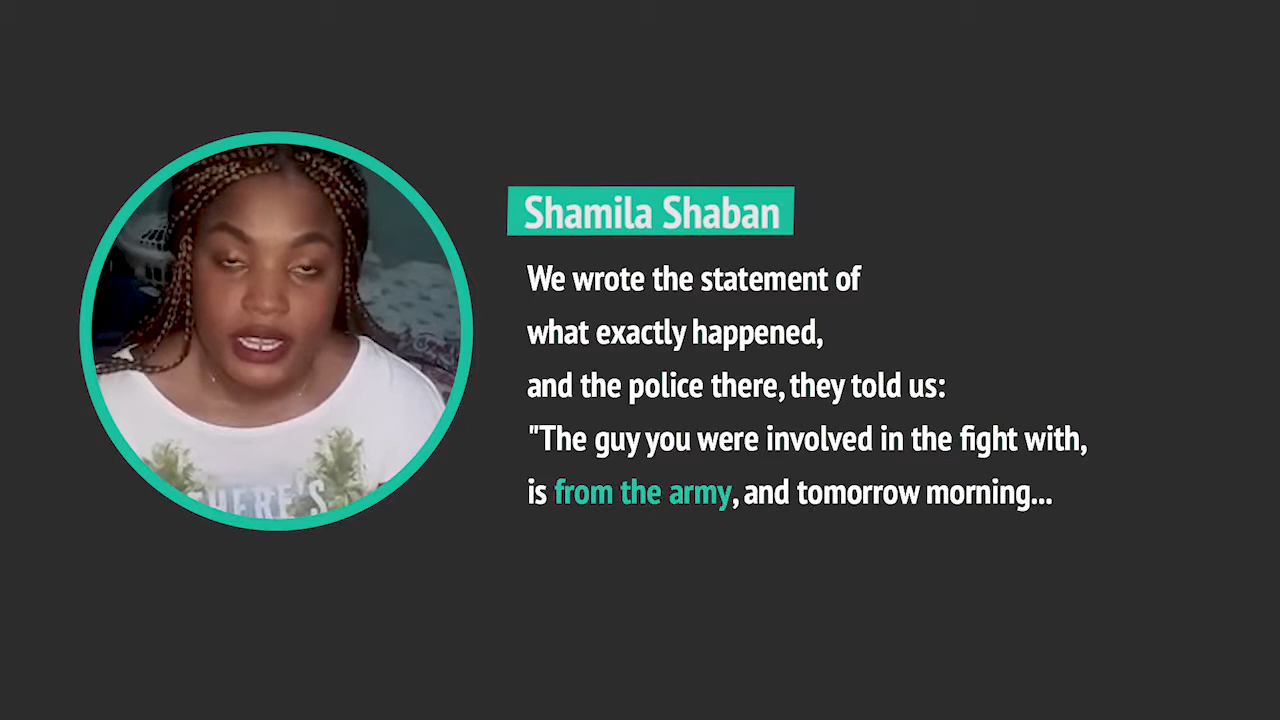 Shamila Shaban
We wrote the statement of
what exactly happened,
and the police there, they told us:
"The guy you were involved in the fight with,
is from the army, and tomorrow morning...
HERE'S